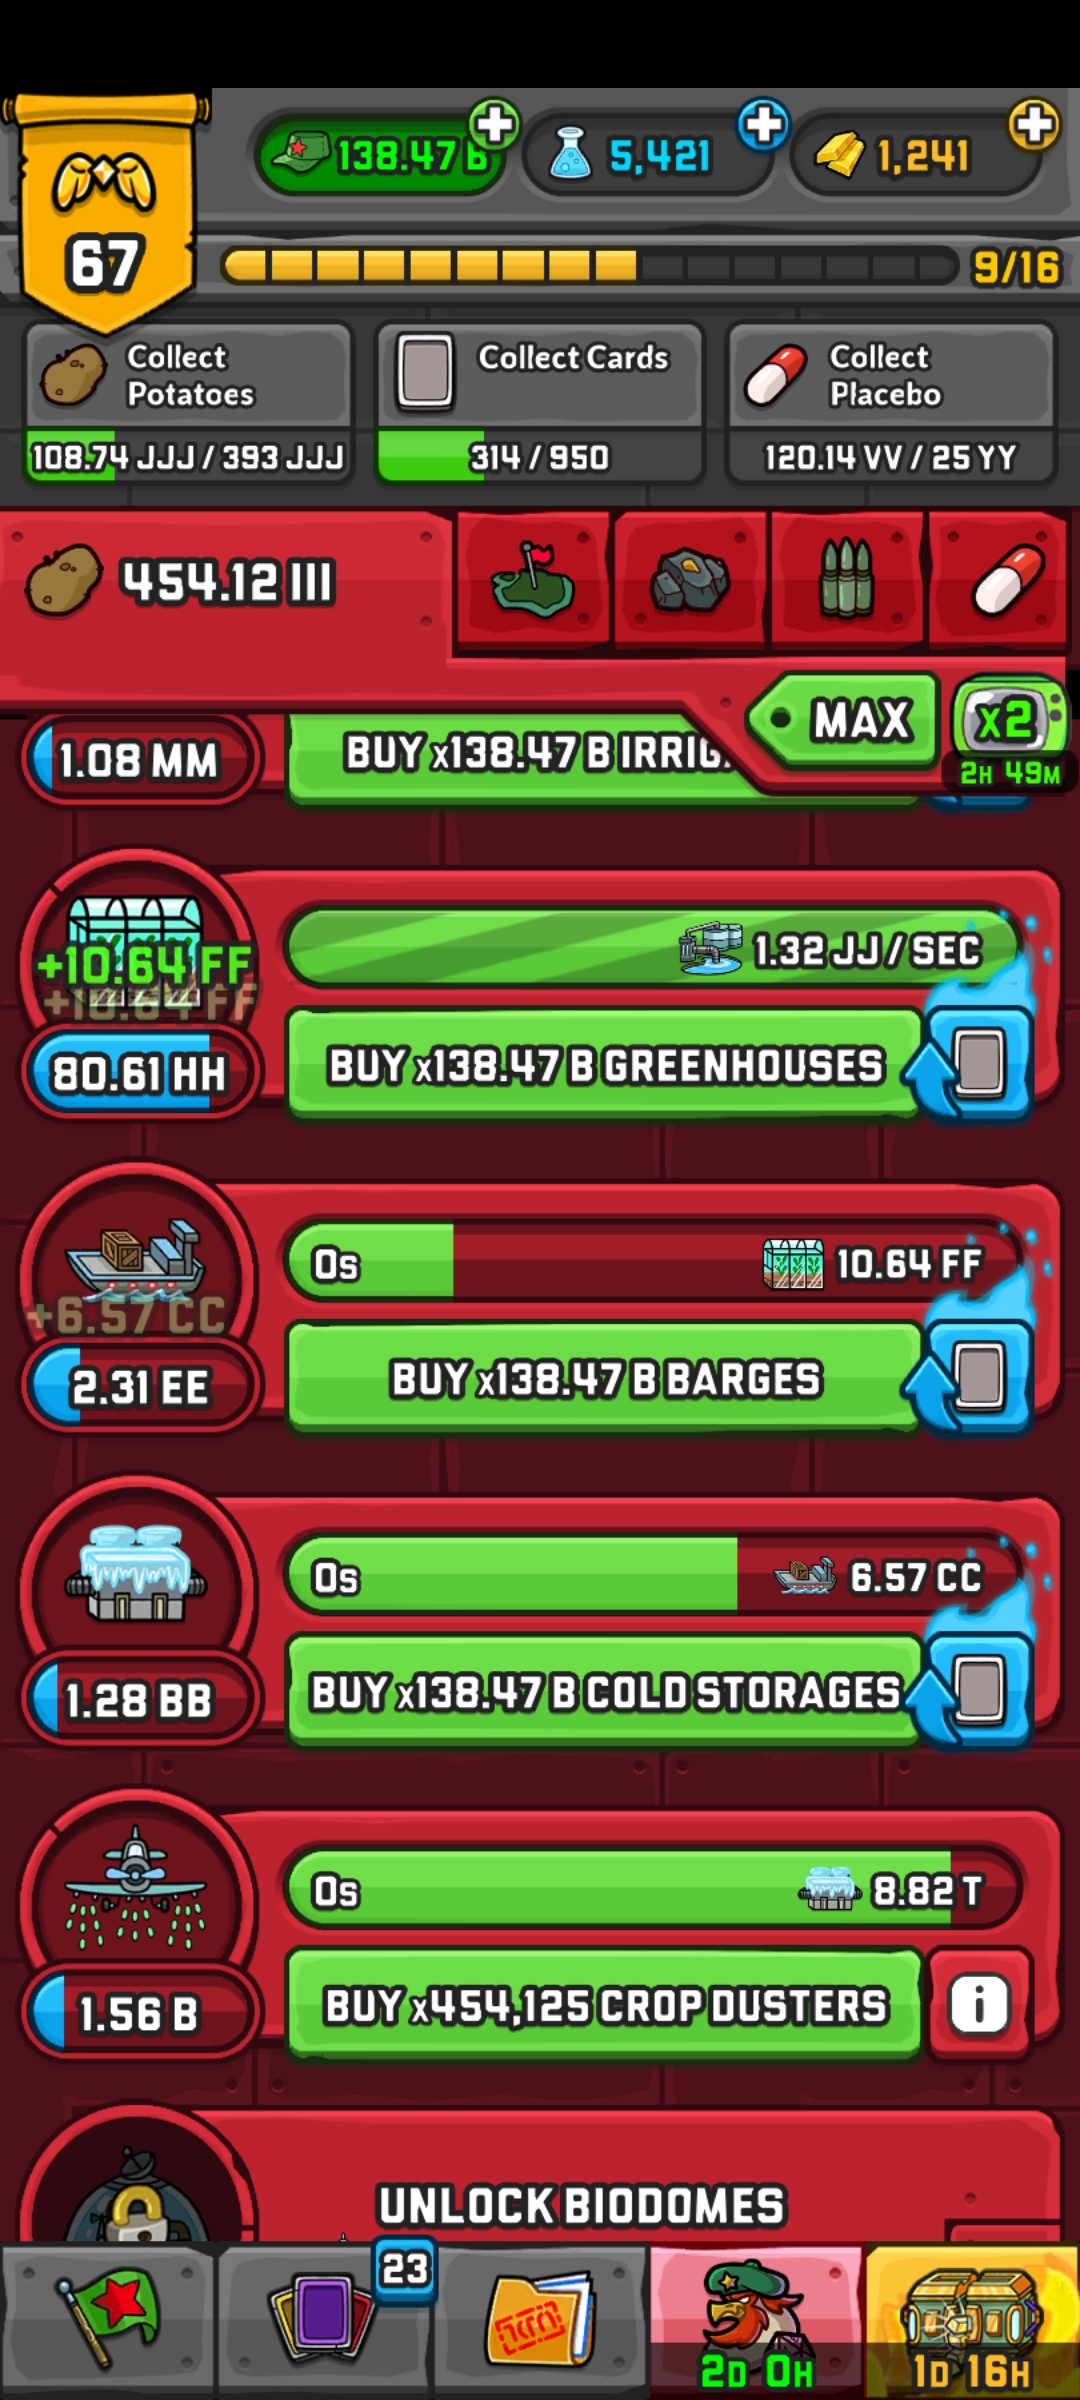 138.47 B
5,421
1,241
67
9/16
Collect Potatoes
108.74 JJJ / 393 JJJ
Collect Cards
314 / 950
Collect Placebo
120.14 VV / 25 YY
454.12 III
MAX
x2
2H 49M
1.08 MM
BUY x138.47 B IRRIG
+10.64 FF
+10.64 FF
80.61 HH
1.32 JJ / SEC
BUY x138.47 B GREENHOUSES
+6.57 CC
2.31 EE
0s
10.64 FF
BUY x138.47 B BARGES
1.28 BB
0s
6.57 CC
BUY x138.47 B COLD STORAGES
1.56 B
0s
8.82 T
BUY x454,125 CROP DUSTERS
i
UNLOCK BIODOMES
23
2D 0H
1D 16H